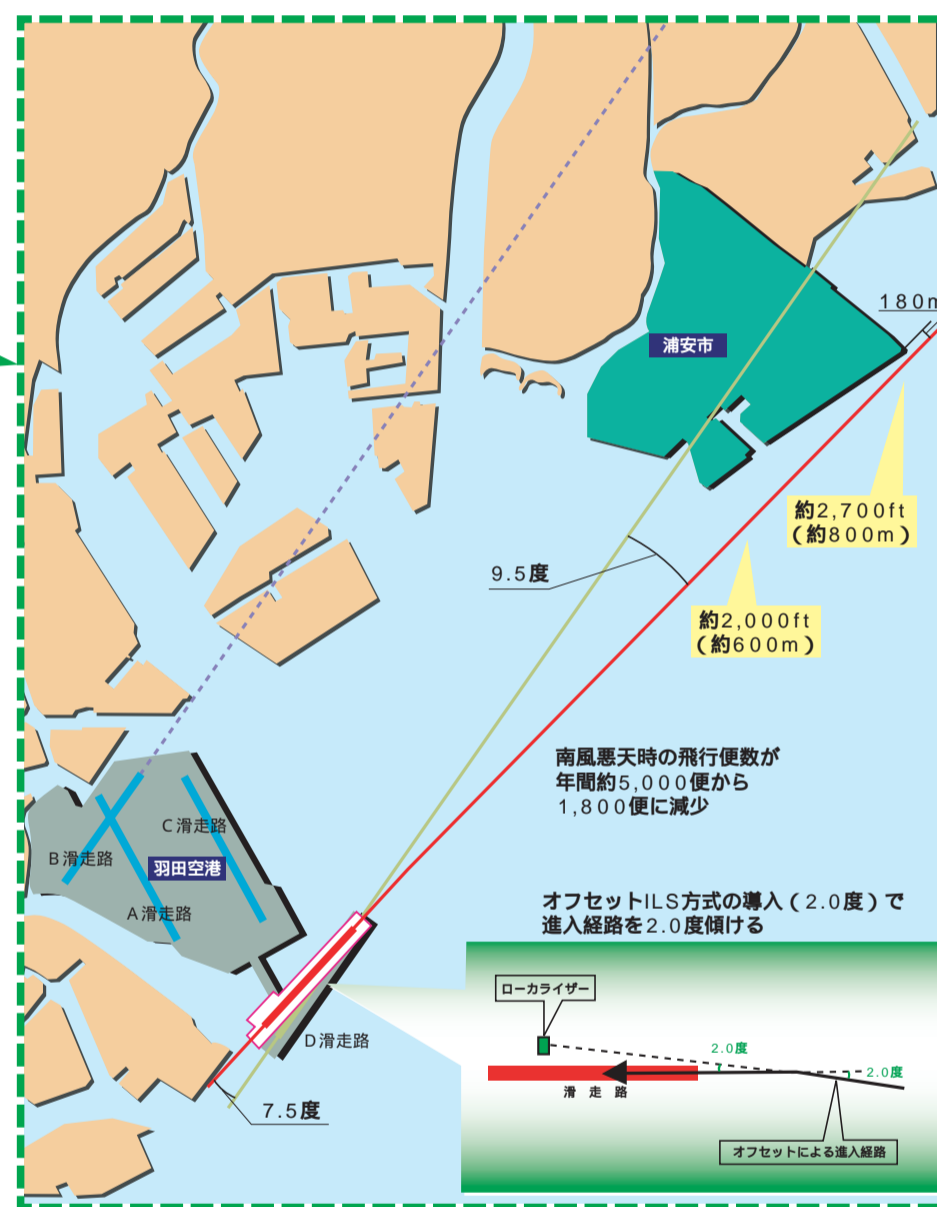 180m
浦安市
約2,700ft
（約800m）
9.5度
約2,000ft
（約600m）
南風悪天時の飛行便数が
年間約5,000便から
1,800便に減少
C滑走路
B滑走路
羽田空港
A滑走路
オフセットILS方式の導入（2.0度）で
進入経路を2.0度傾ける
D滑走路
7.5度
ローカライザー
2.0度
2.0度
滑走路
オフセットによる進入経路